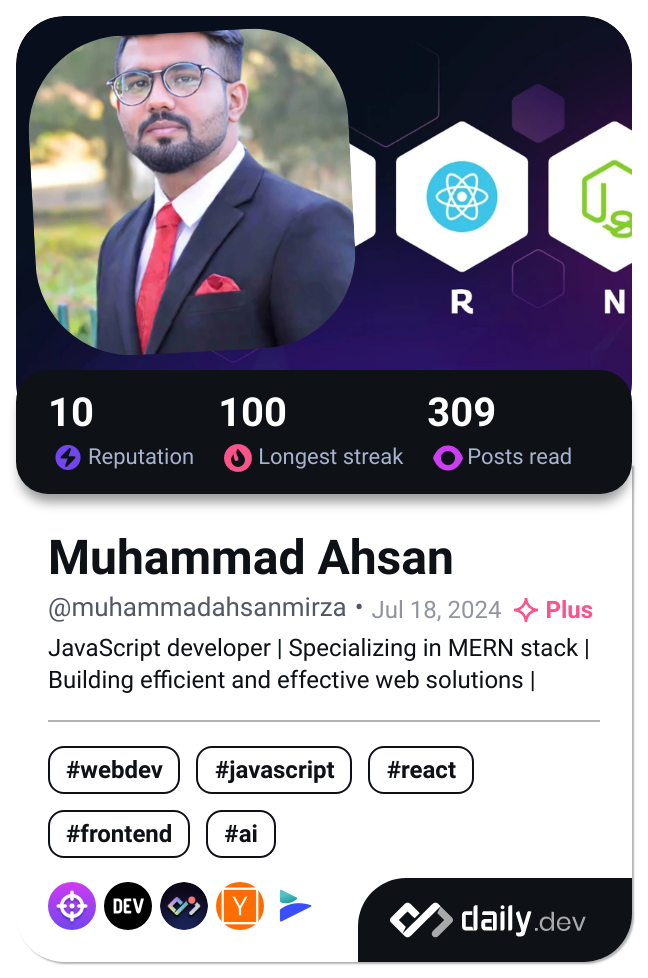 R N
10 100 309
Reputation Longest streak Posts read
Muhammad Ahsan
@muhammadahsanmirza • Jul 18, 2024 Plus
JavaScript developer | Specializing in MERN stack |
Building efficient and effective web solutions |
#webdev #javascript #react
#frontend #ai
DEV Y
daily.dev